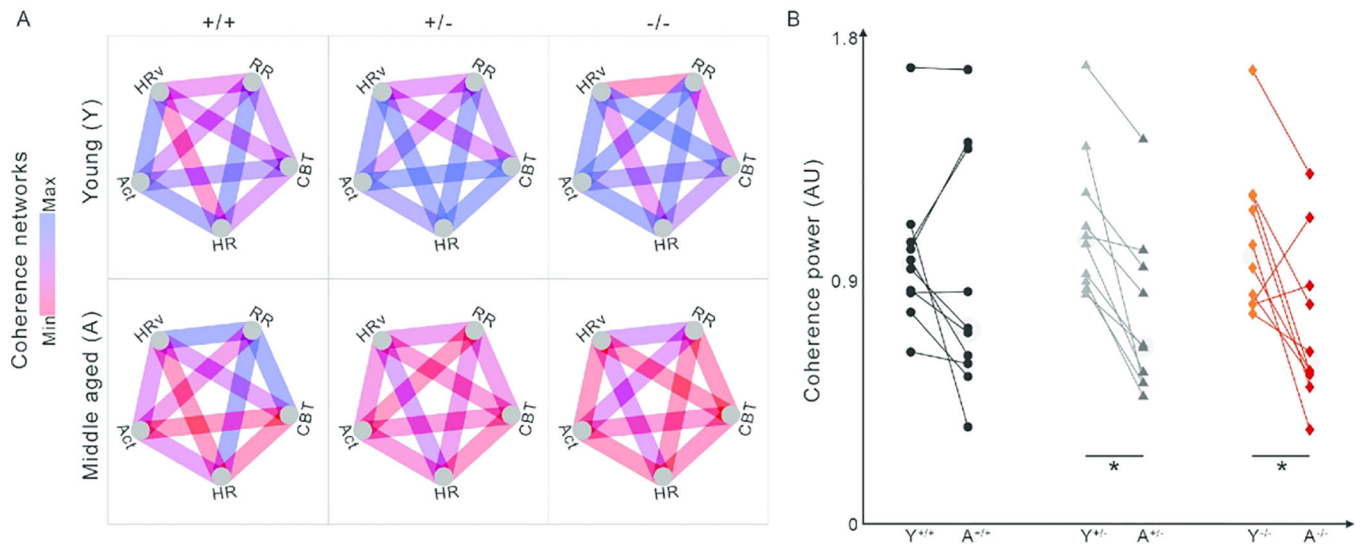 A
+/+
+/-
-/-
B
Coherence networks
Min
Max
Young (Y)
HRv
RR
CBT
HR
Act
HRv
RR
CBT
HR
Act
HRv
RR
CBT
HR
Act
Middle aged (A)
HRv
RR
CBT
HR
Act
HRv
RR
CBT
HR
Act
HRv
RR
CBT
HR
Act
Coherence power (AU)
1.8
0.9
0
*
*
Y+/+
A+/+
Y+/-
A+/-
Y-/-
A-/-